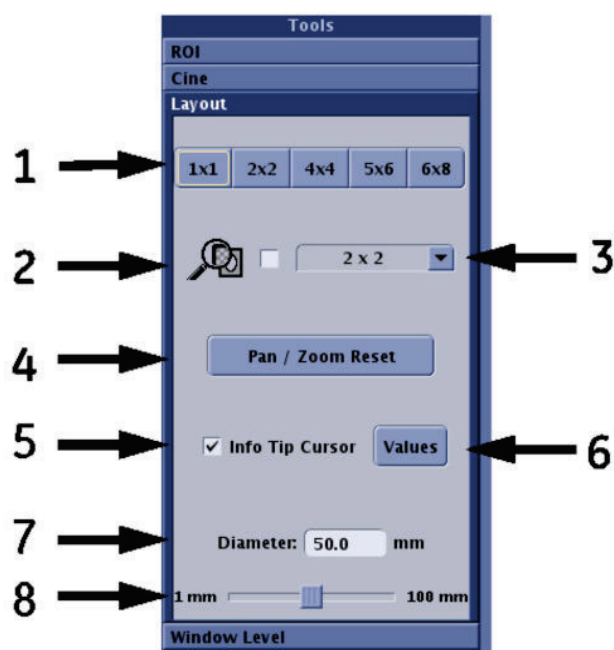 Tools
ROI
Cine
Layout
1 1x1 2x2 4x4 5x6 6x8
2 2 x 2 3
4 Pan / Zoom Reset
5 Info Tip Cursor Values 6
7 Diameter: 50.0 mm
8 1 mm 100 mm
Window Level